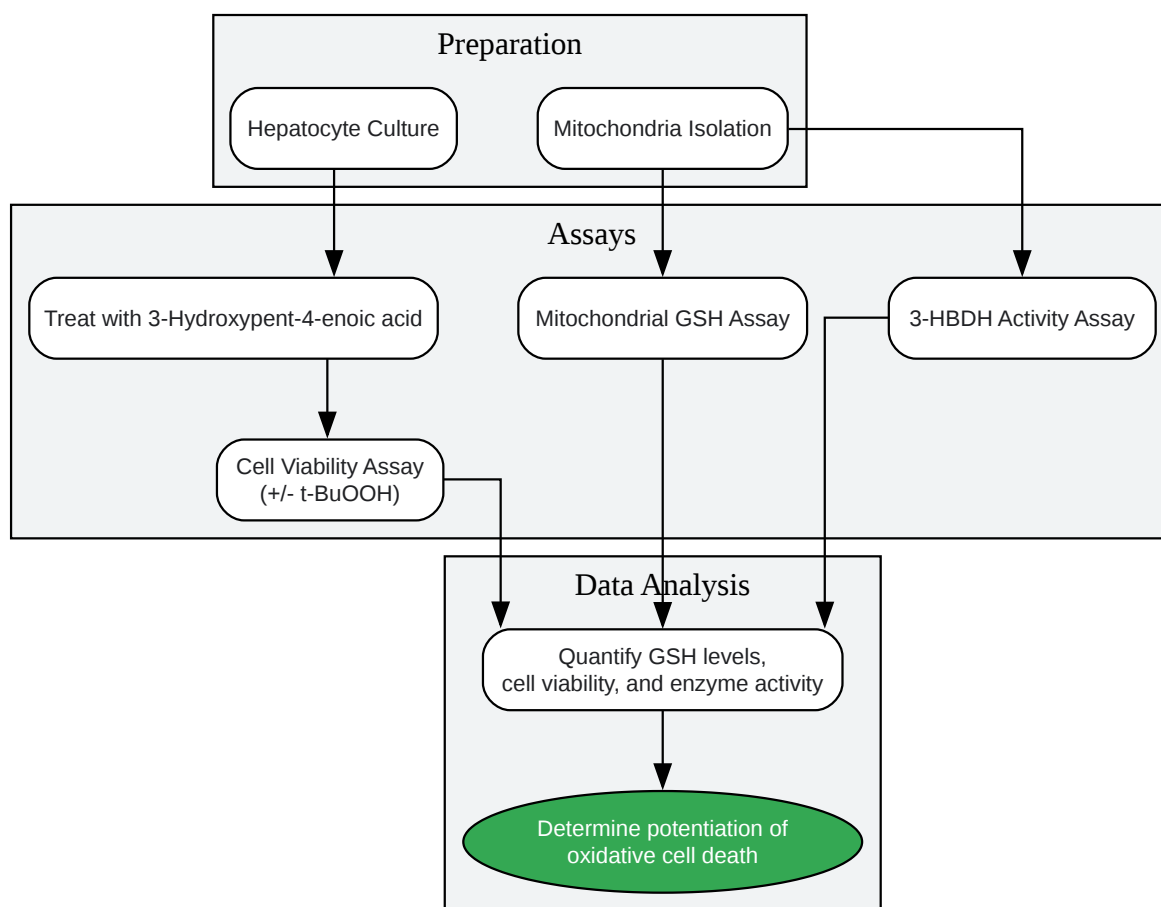 Preparation
Hepatocyte Culture
Mitochondria Isolation
Assays
Treat with 3-Hydroxypent-4-enoic acid
Mitochondrial GSH Assay
3-HBDH Activity Assay
Cell Viability Assay
(+/- t-BuOOH)
Data Analysis
Quantify GSH levels,
cell viability, and enzyme activity
Determine potentiation of
oxidative cell death